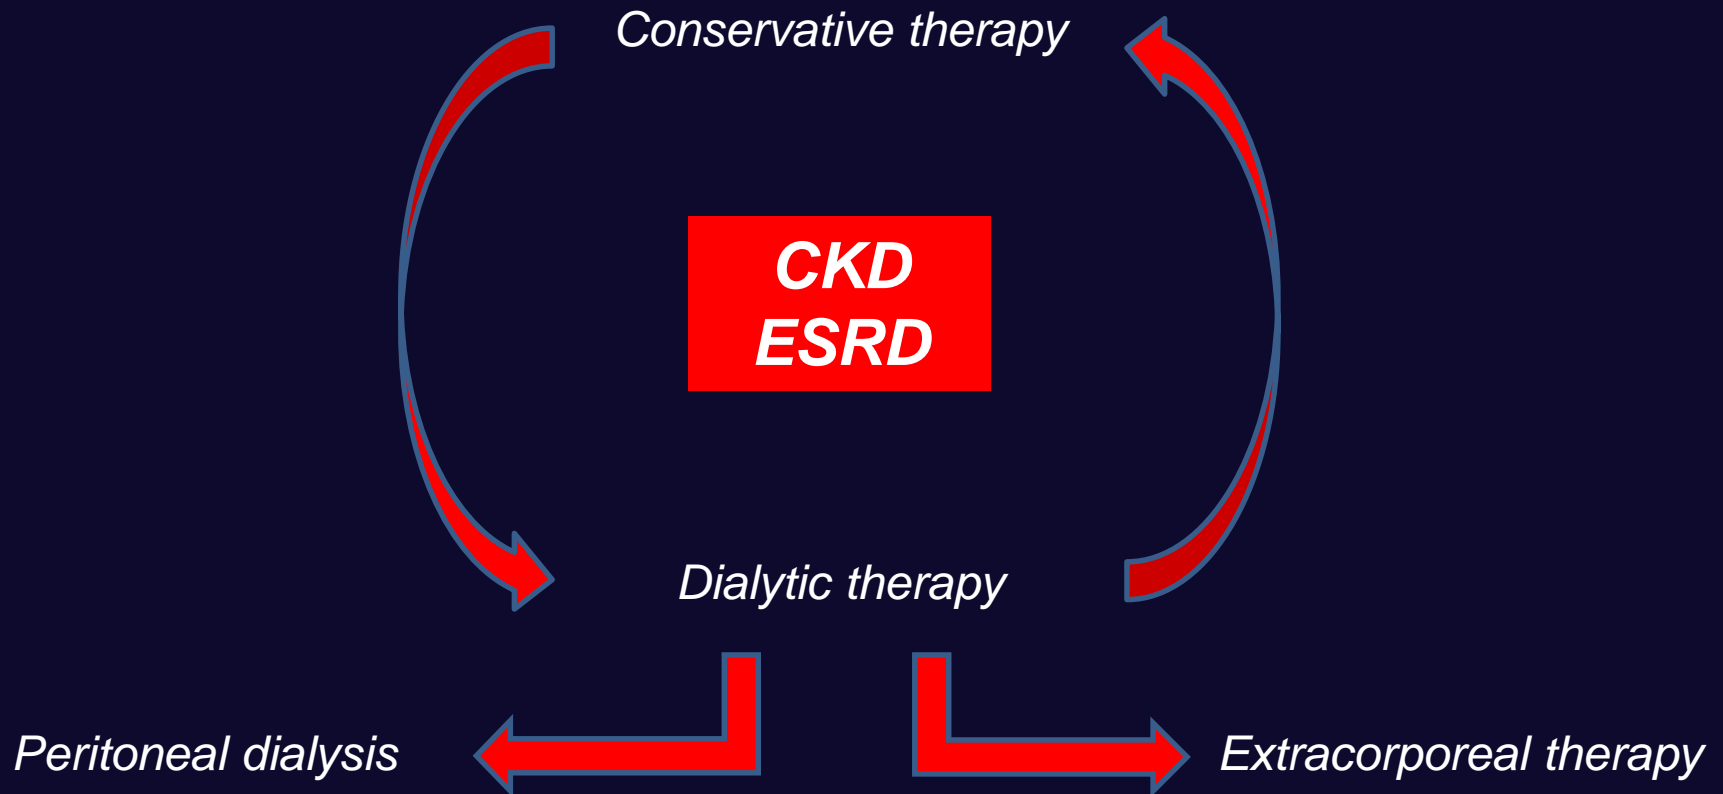 Conservative therapy
CKD
ESRD
Dialytic therapy
Peritoneal dialysis
Extracorporeal therapy